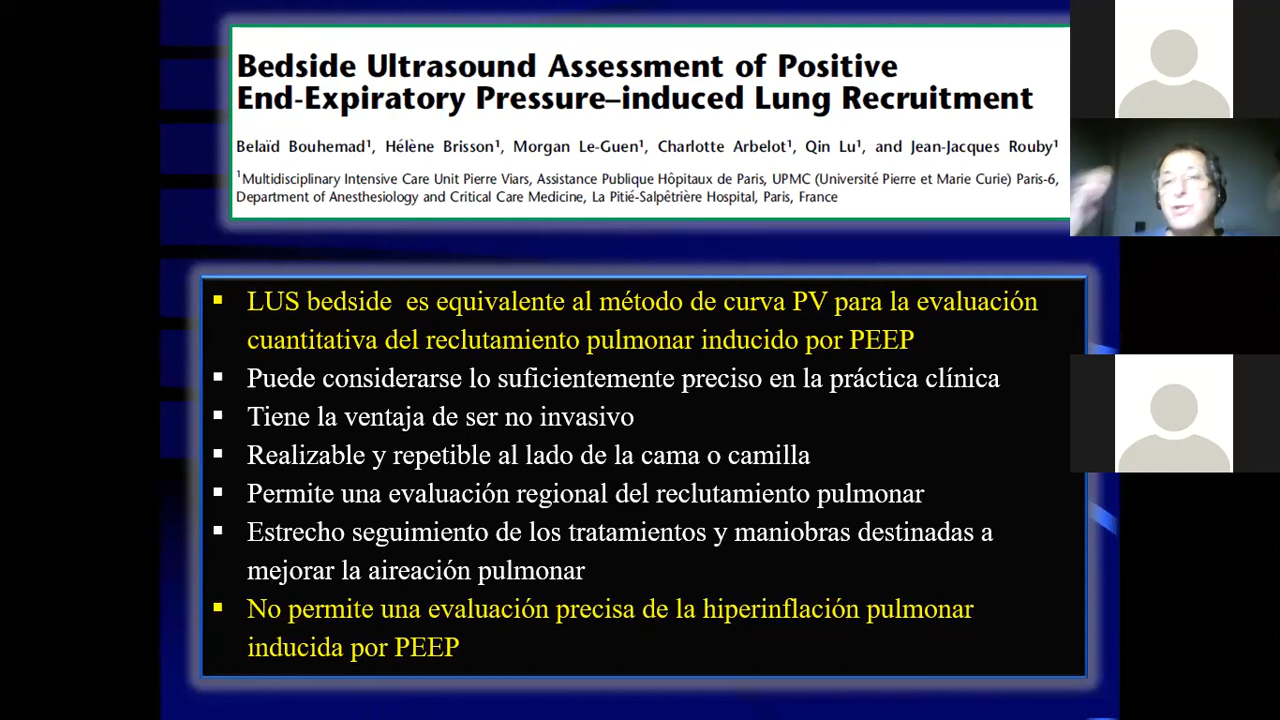 Bedside Ultrasound Assessment of Positive
End-Expiratory Pressure–induced Lung Recruitment
Belaïd Bouhemad¹, Hélène Brisson¹, Morgan Le-Guen¹, Charlotte Arbelot¹, Qin Lu¹, and Jean-Jacques Rouby¹
¹Multidisciplinary Intensive Care Unit Pierre Viars, Assistance Publique Hôpitaux de Paris, UPMC (Université Pierre et Marie Curie) Paris-6,
Department of Anesthesiology and Critical Care Medicine, La Pitié-Salpêtrière Hospital, Paris, France
▪ LUS bedside es equivalente al método de curva PV para la evaluación
cuantitativa del reclutamiento pulmonar inducido por PEEP
▪ Puede considerarse lo suficientemente preciso en la práctica clínica
▪ Tiene la ventaja de ser no invasivo
▪ Realizable y repetible al lado de la cama o camilla
▪ Permite una evaluación regional del reclutamiento pulmonar
▪ Estrecho seguimiento de los tratamientos y maniobras destinadas a
mejorar la aireación pulmonar
▪ No permite una evaluación precisa de la hiperinflación pulmonar
inducida por PEEP